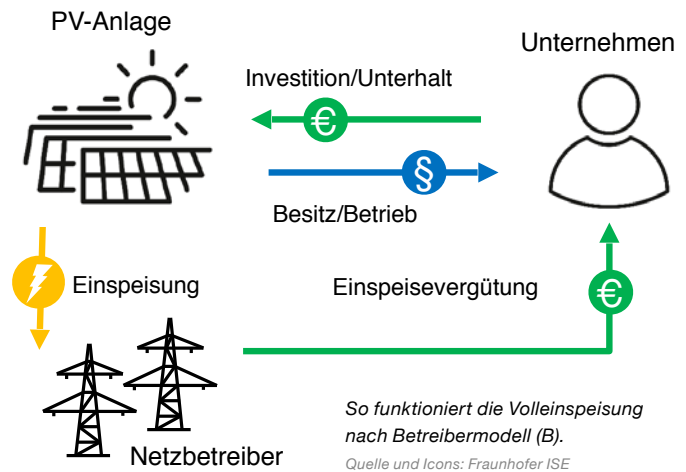 PV-Anlage
Unternehmen
Investition/Unterhalt
€
§
Besitz/Betrieb
Einspeisung
Einspeisevergütung
€
So funktioniert die Volleinspeisung
nach Betreibermodell (B).
Netzbetreiber
Quelle und Icons: Fraunhofer ISE